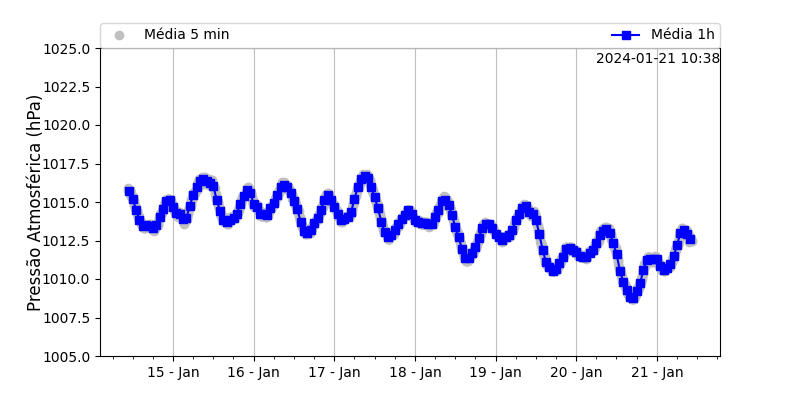 Média 5 min
Média 1h
2024-01-21 10:38
Pressão Atmosférica (hPa)
1025.0
1022.5
1020.0
1017.5
1015.0
1012.5
1010.0
1007.5
1005.0
15 - Jan
16 - Jan
17 - Jan
18 - Jan
19 - Jan
20 - Jan
21 - Jan